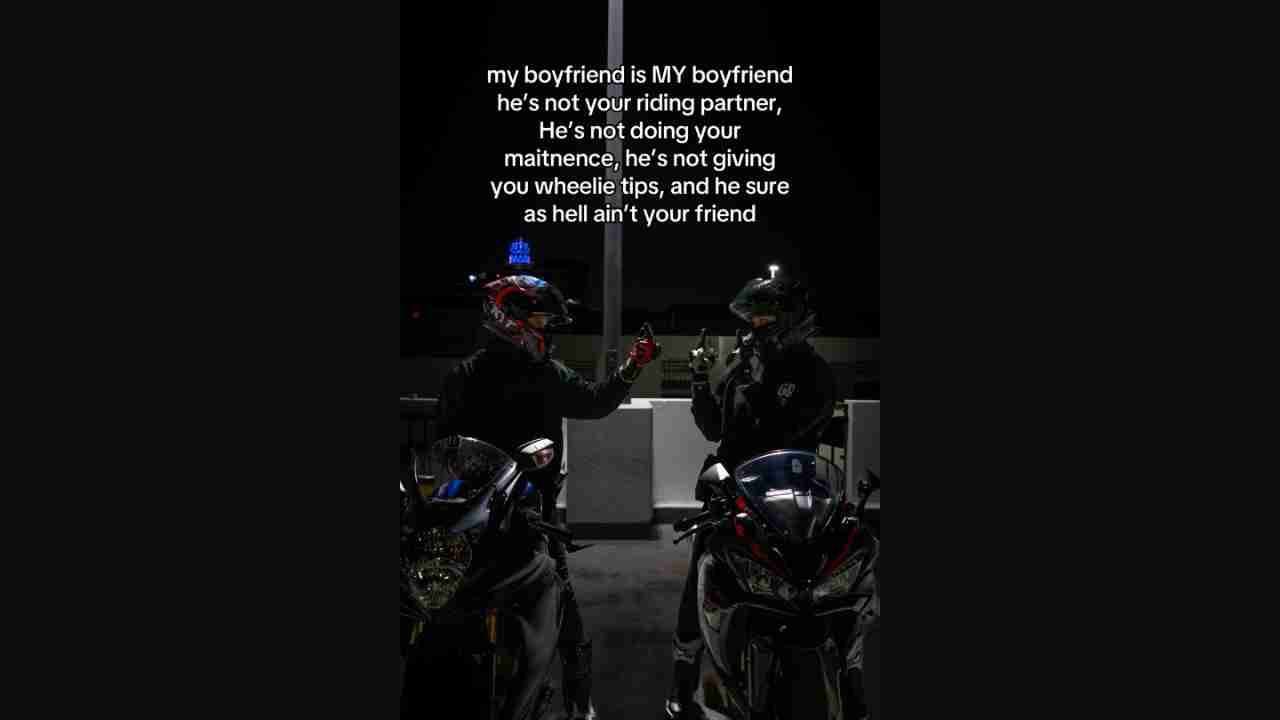 my boyfriend is MY boyfriend
he's not your riding partner,
He's not doing your
maitnence, he's not giving
you wheelie tips, and he sure
as hell ain't your friend